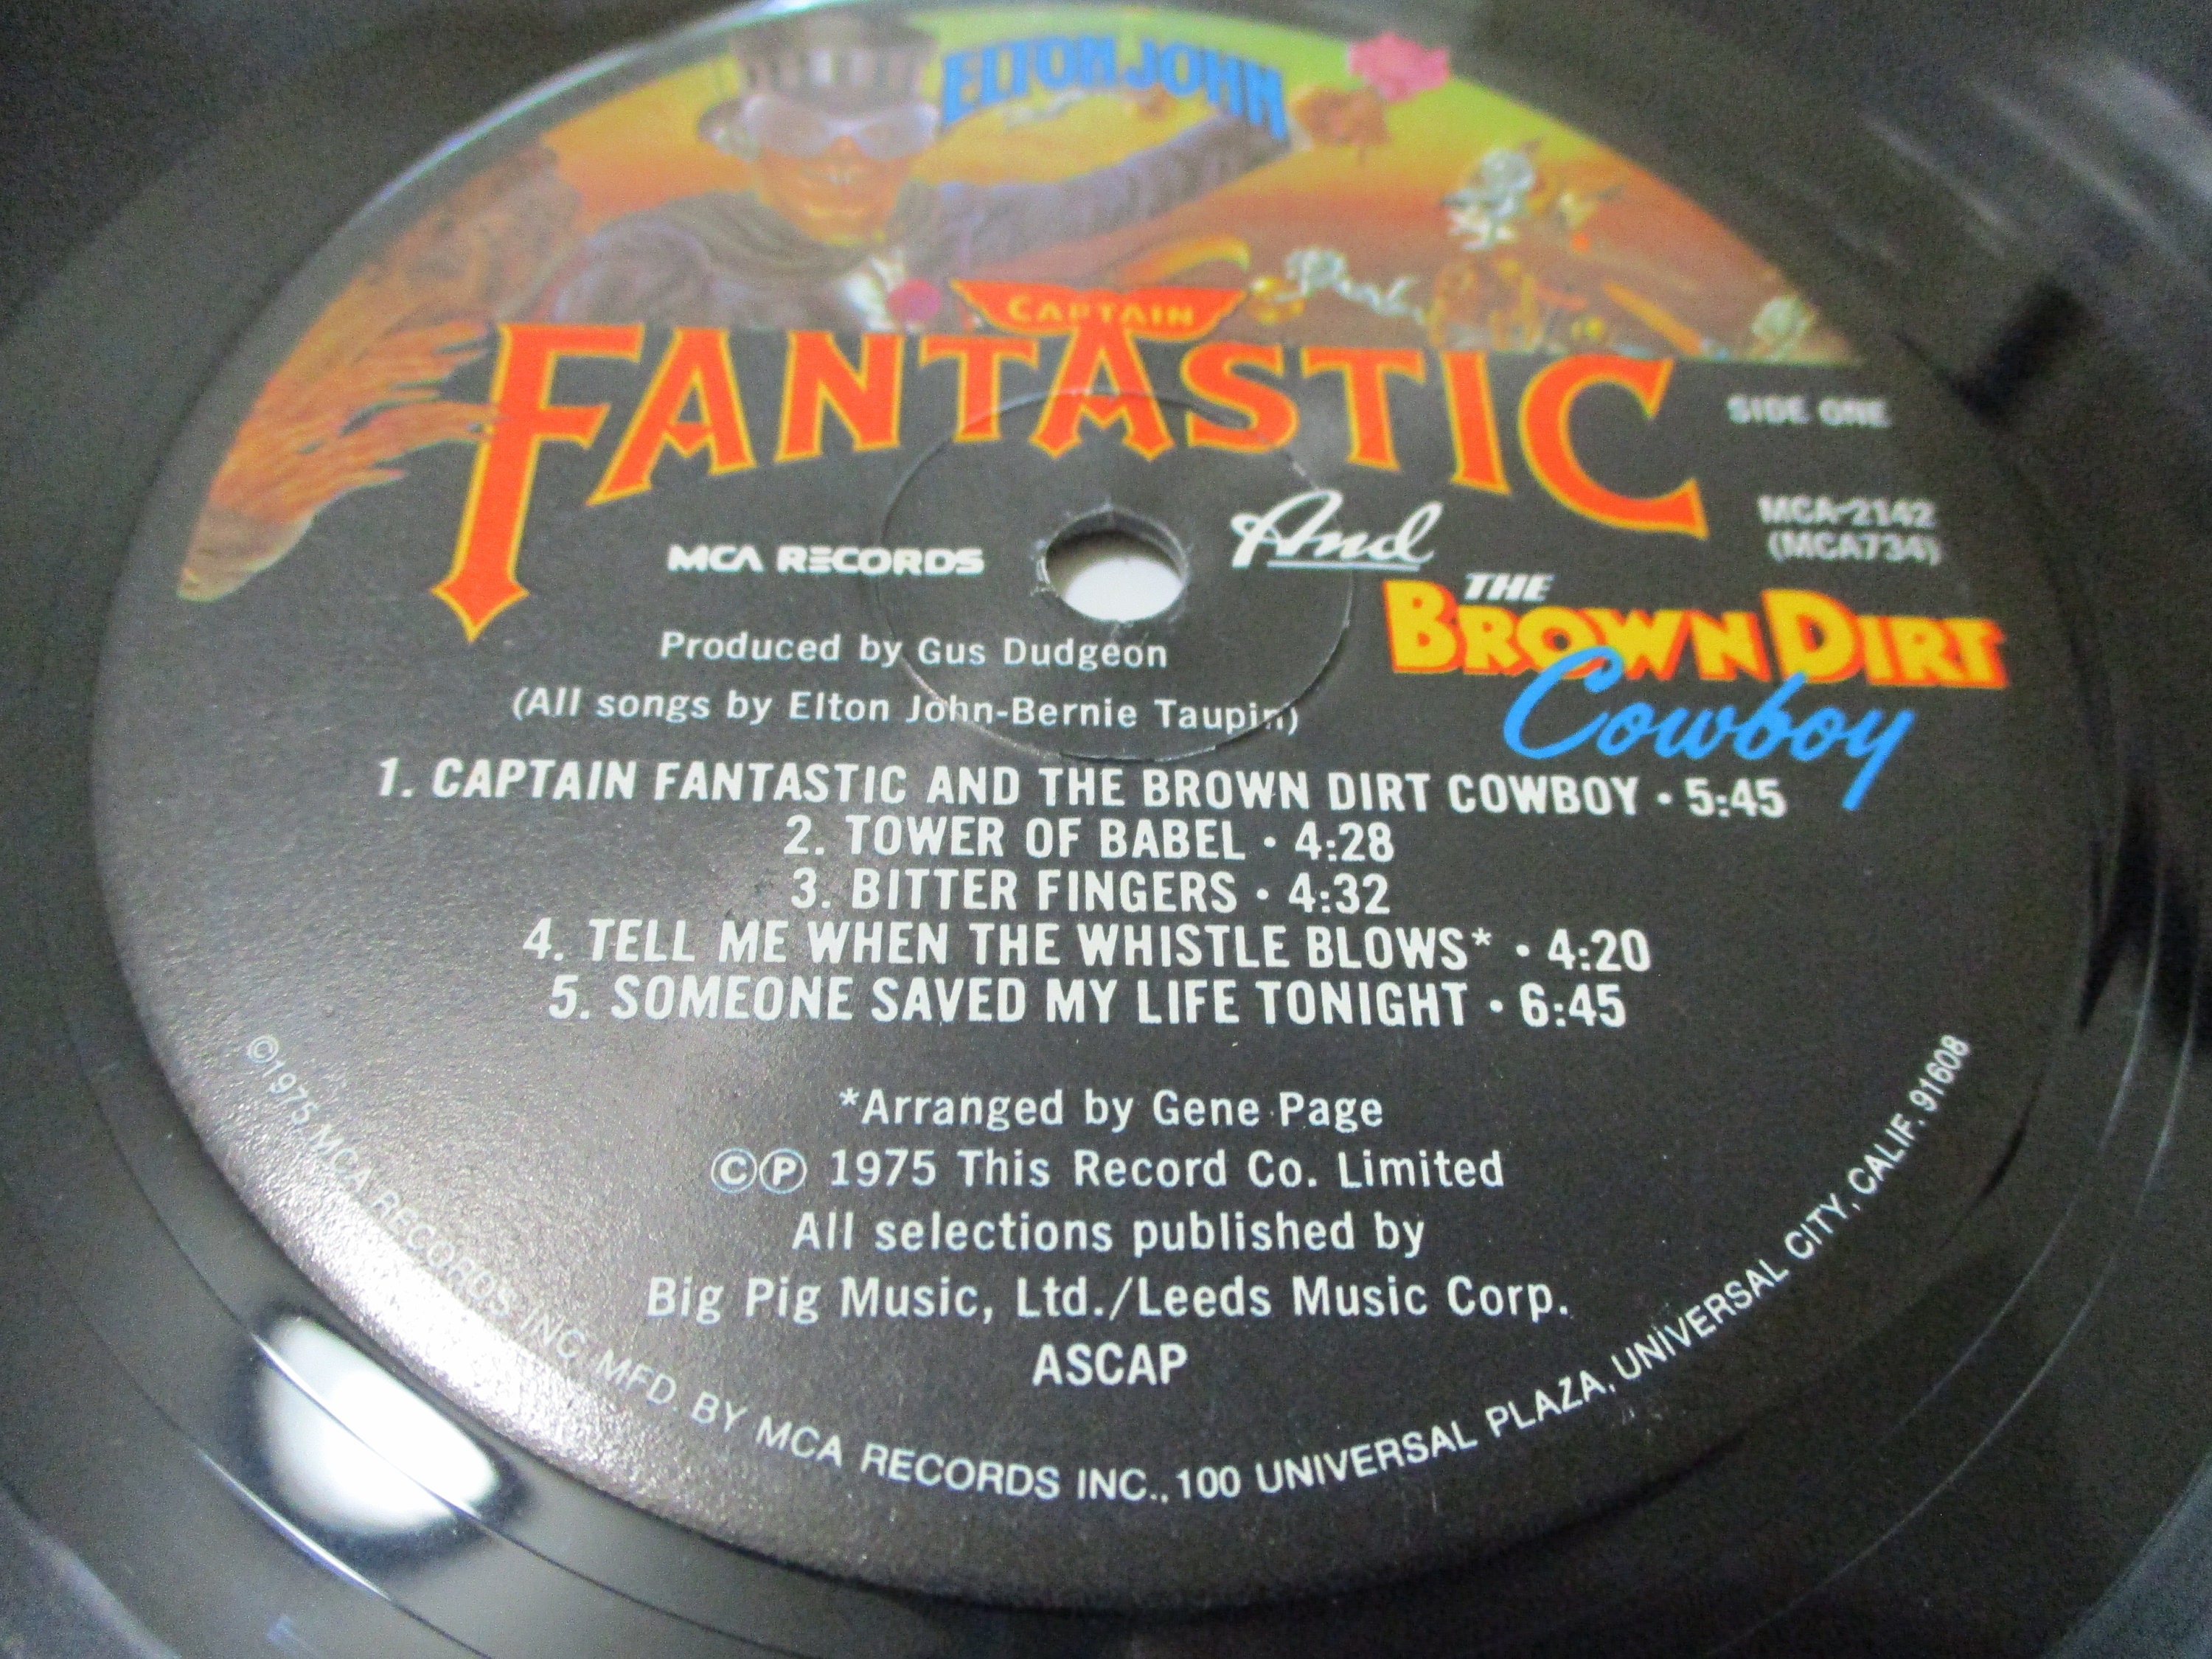 ELTON JOHN
CAPTAIN
FANTASTIC
SIDE ONE
MCA-2142
(MCA734)
And
THE
BROWN DIRT
Cowboy
MCA RECORDS
Produced by Gus Dudgeon
(All songs by Elton John-Bernie Taupin)
1. CAPTAIN FANTASTIC AND THE BROWN DIRT COWBOY • 5:45
2. TOWER OF BABEL • 4:28
3. BITTER FINGERS • 4:32
4. TELL ME WHEN THE WHISTLE BLOWS* • 4:20
5. SOMEONE SAVED MY LIFE TONIGHT • 6:45
*Arranged by Gene Page
©Ⓟ 1975 This Record Co. Limited
All selections published by
Big Pig Music, Ltd./Leeds Music Corp.
ASCAP
©1975 MCA RECORDS INC. MFD BY MCA RECORDS INC., 100 UNIVERSAL PLAZA, UNIVERSAL CITY, CALIF. 91608